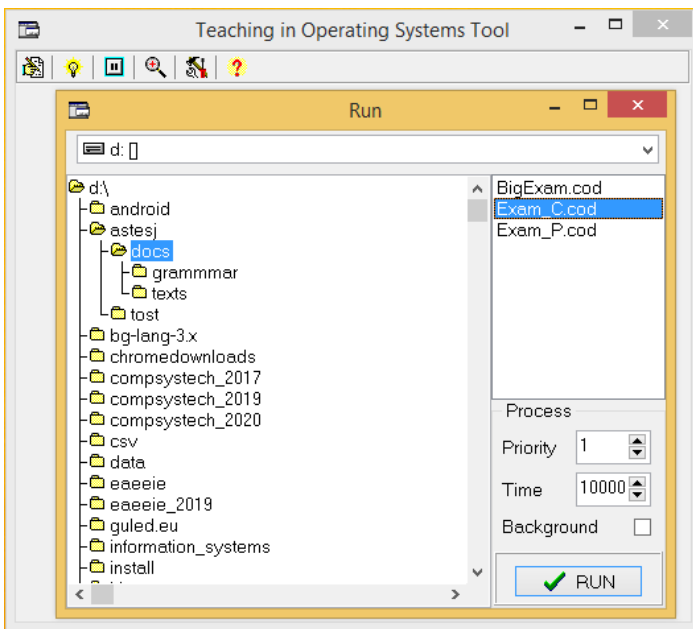 Teaching in Operating Systems Tool
Run
d: []
d:\
android
astesj
docs
grammmar
texts
tost
bg-lang-3.x
chromedownloads
compsystech_2017
compsystech_2019
compsystech_2020
csv
data
eaeeie
eaeeie_2019
guled.eu
information_systems
install
BigExam.cod
Exam_C.cod
Exam_P.cod
Process
Priority 1
Time 10000
Background
RUN